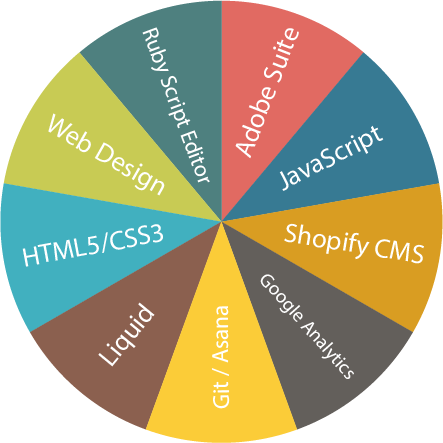 Adobe Suite
JavaScript
Shopify CMS
Google Analytics
Git / Asana
Liquid
HTML5/CSS3
Web Design
Ruby Script Editor